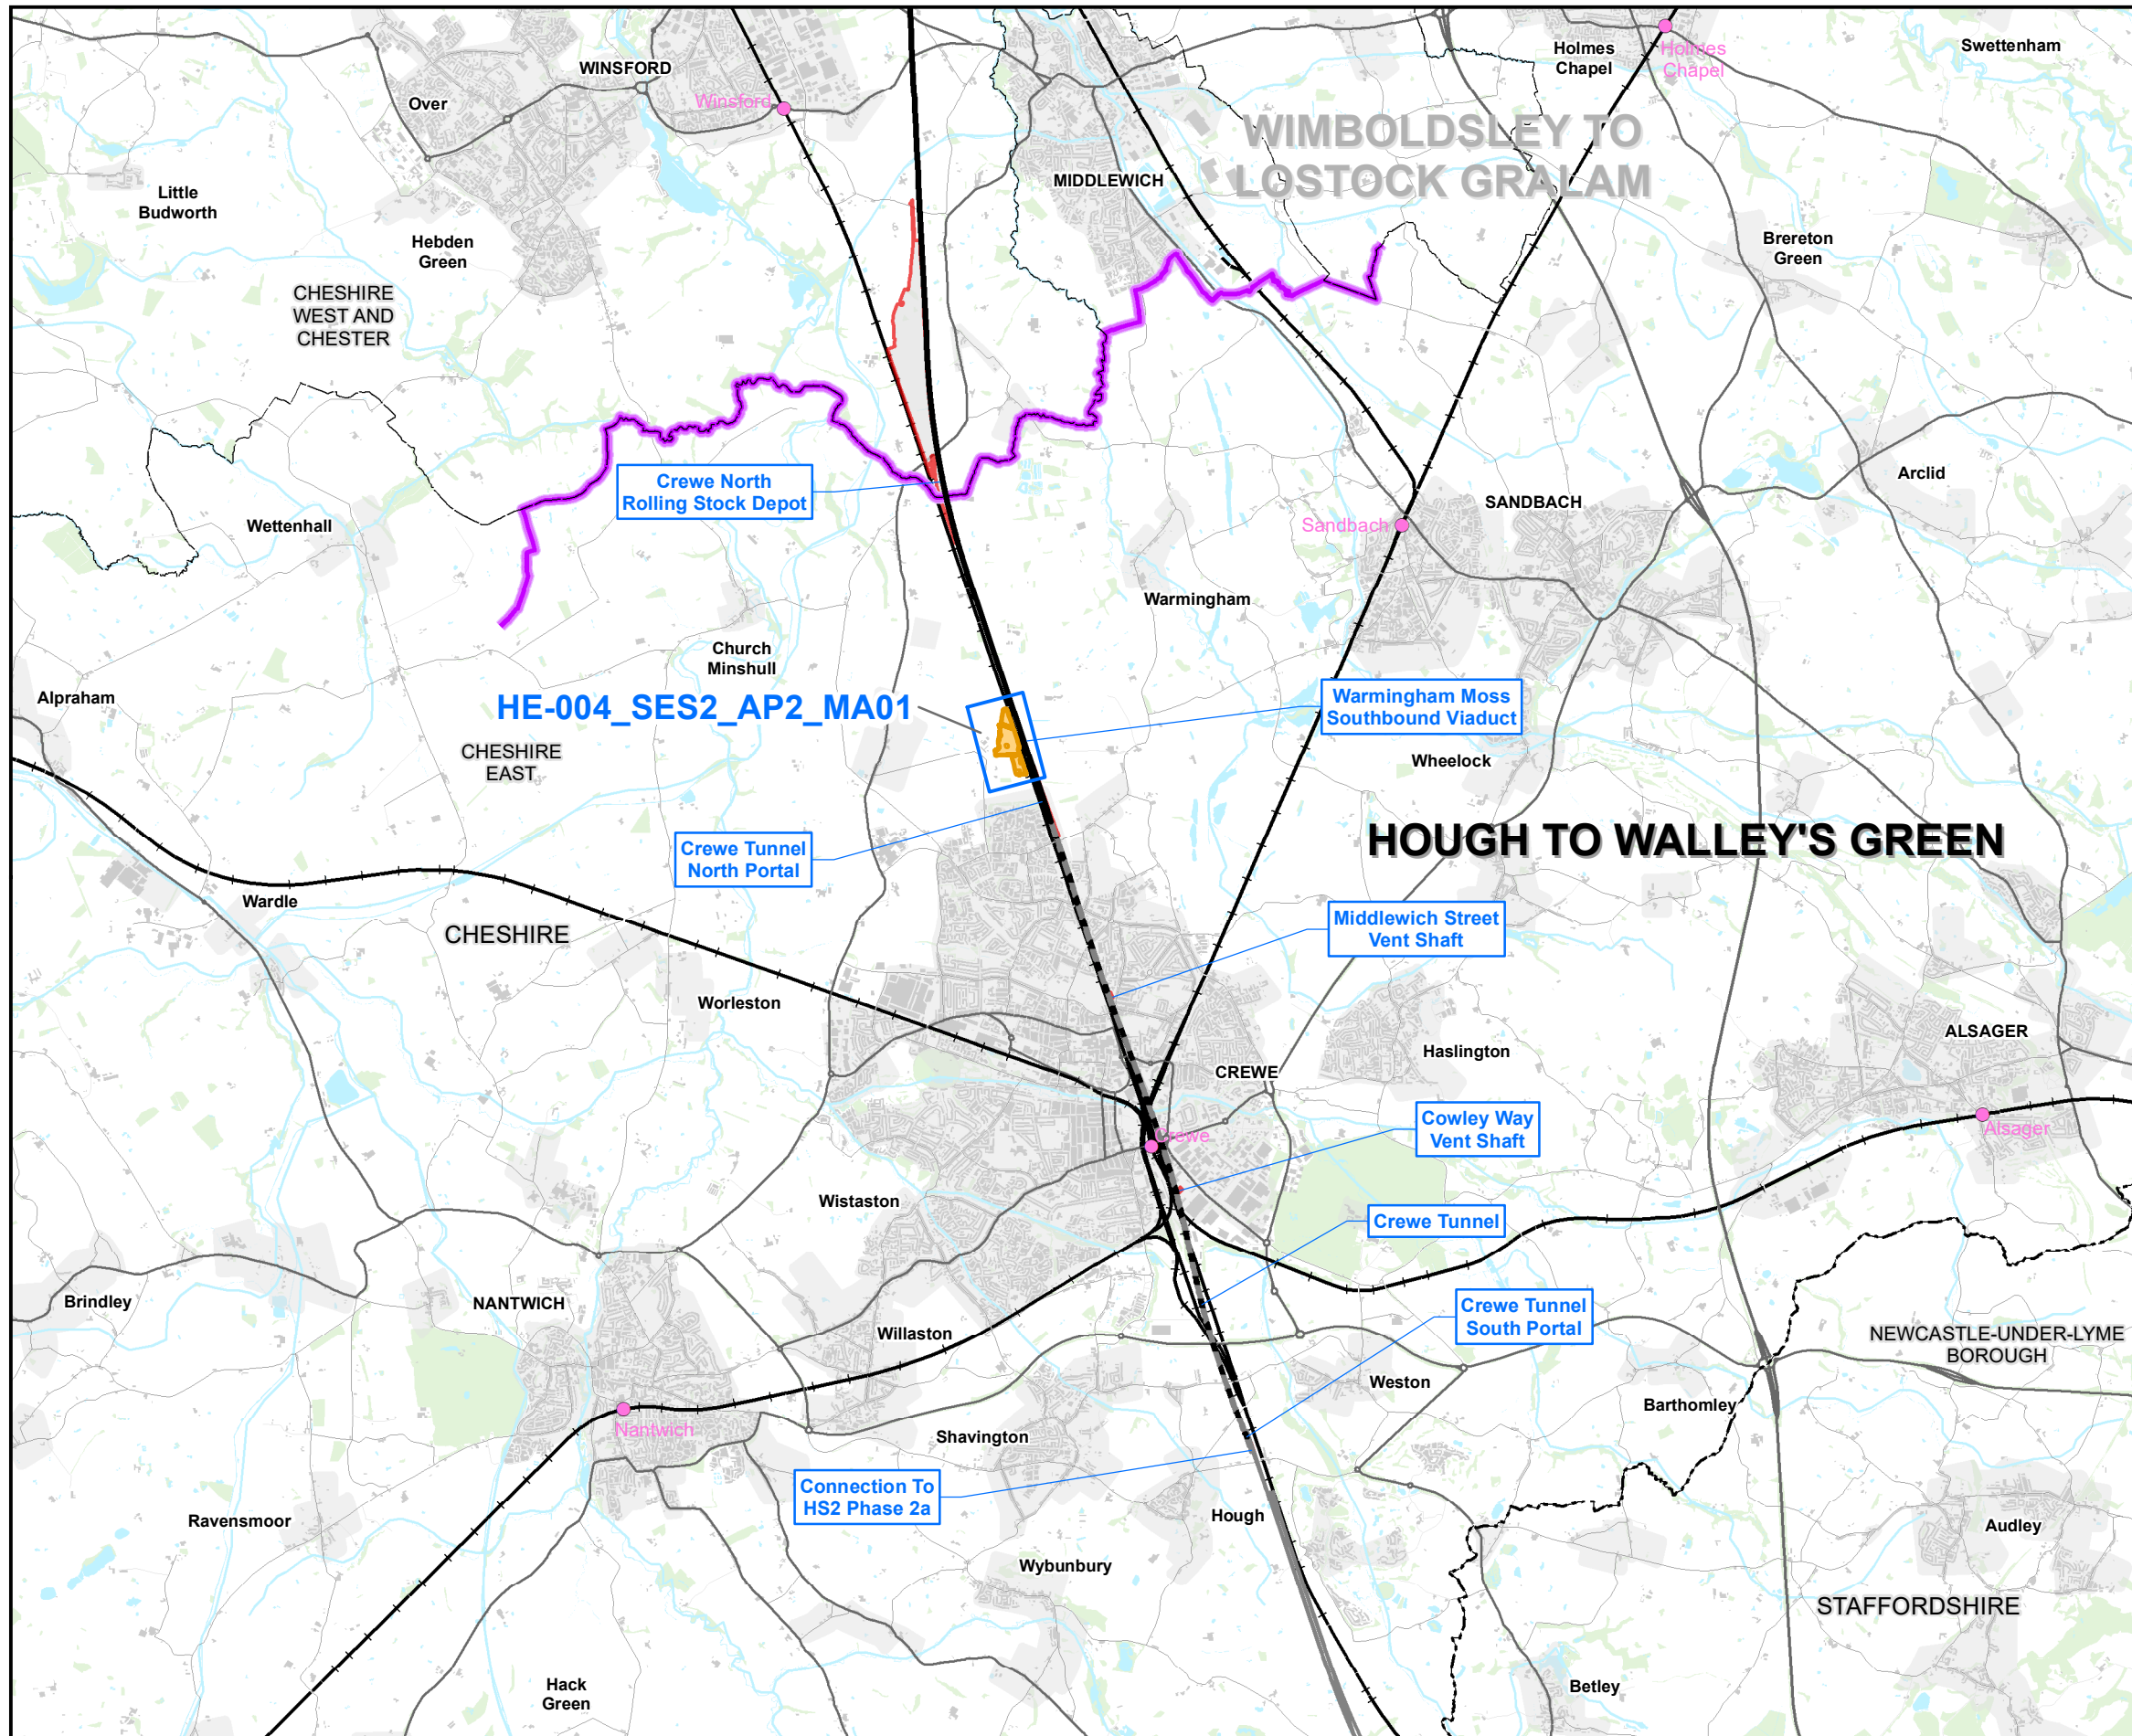 Holmes
Chapel
Holmes
Chapel
Swettenham
WINSFORD
Over
Winsford
WIMBOLDSLEY TO
LOSTOCK GRALAM
MIDDLEWICH
Little
Budworth
Hebden
Green
Brereton
Green
CHESHIRE
WEST AND
CHESTER
Crewe North
Rolling Stock Depot
Arclid
SANDBACH
Sandbach
Wettenhall
Warmingham
Church
Minshull
Alpraham
HE-004_SES2_AP2_MA01
Warmingham Moss
Southbound Viaduct
CHESHIRE
EAST
Wheelock
HOUGH TO WALLEY'S GREEN
Crewe Tunnel
North Portal
Wardle
CHESHIRE
Middlewich Street
Vent Shaft
Worleston
ALSAGER
Haslington
CREWE
Crewe
Cowley Way
Vent Shaft
Alsager
Wistaston
Crewe Tunnel
Brindley
NANTWICH
Crewe Tunnel
South Portal
Willaston
NEWCASTLE-UNDER-LYME
BOROUGH
Weston
Barthomley
Nantwich
Shavington
Connection To
HS2 Phase 2a
Ravensmoor
Hough
Audley
Wybunbury
STAFFORDSHIRE
Hack
Green
Betley